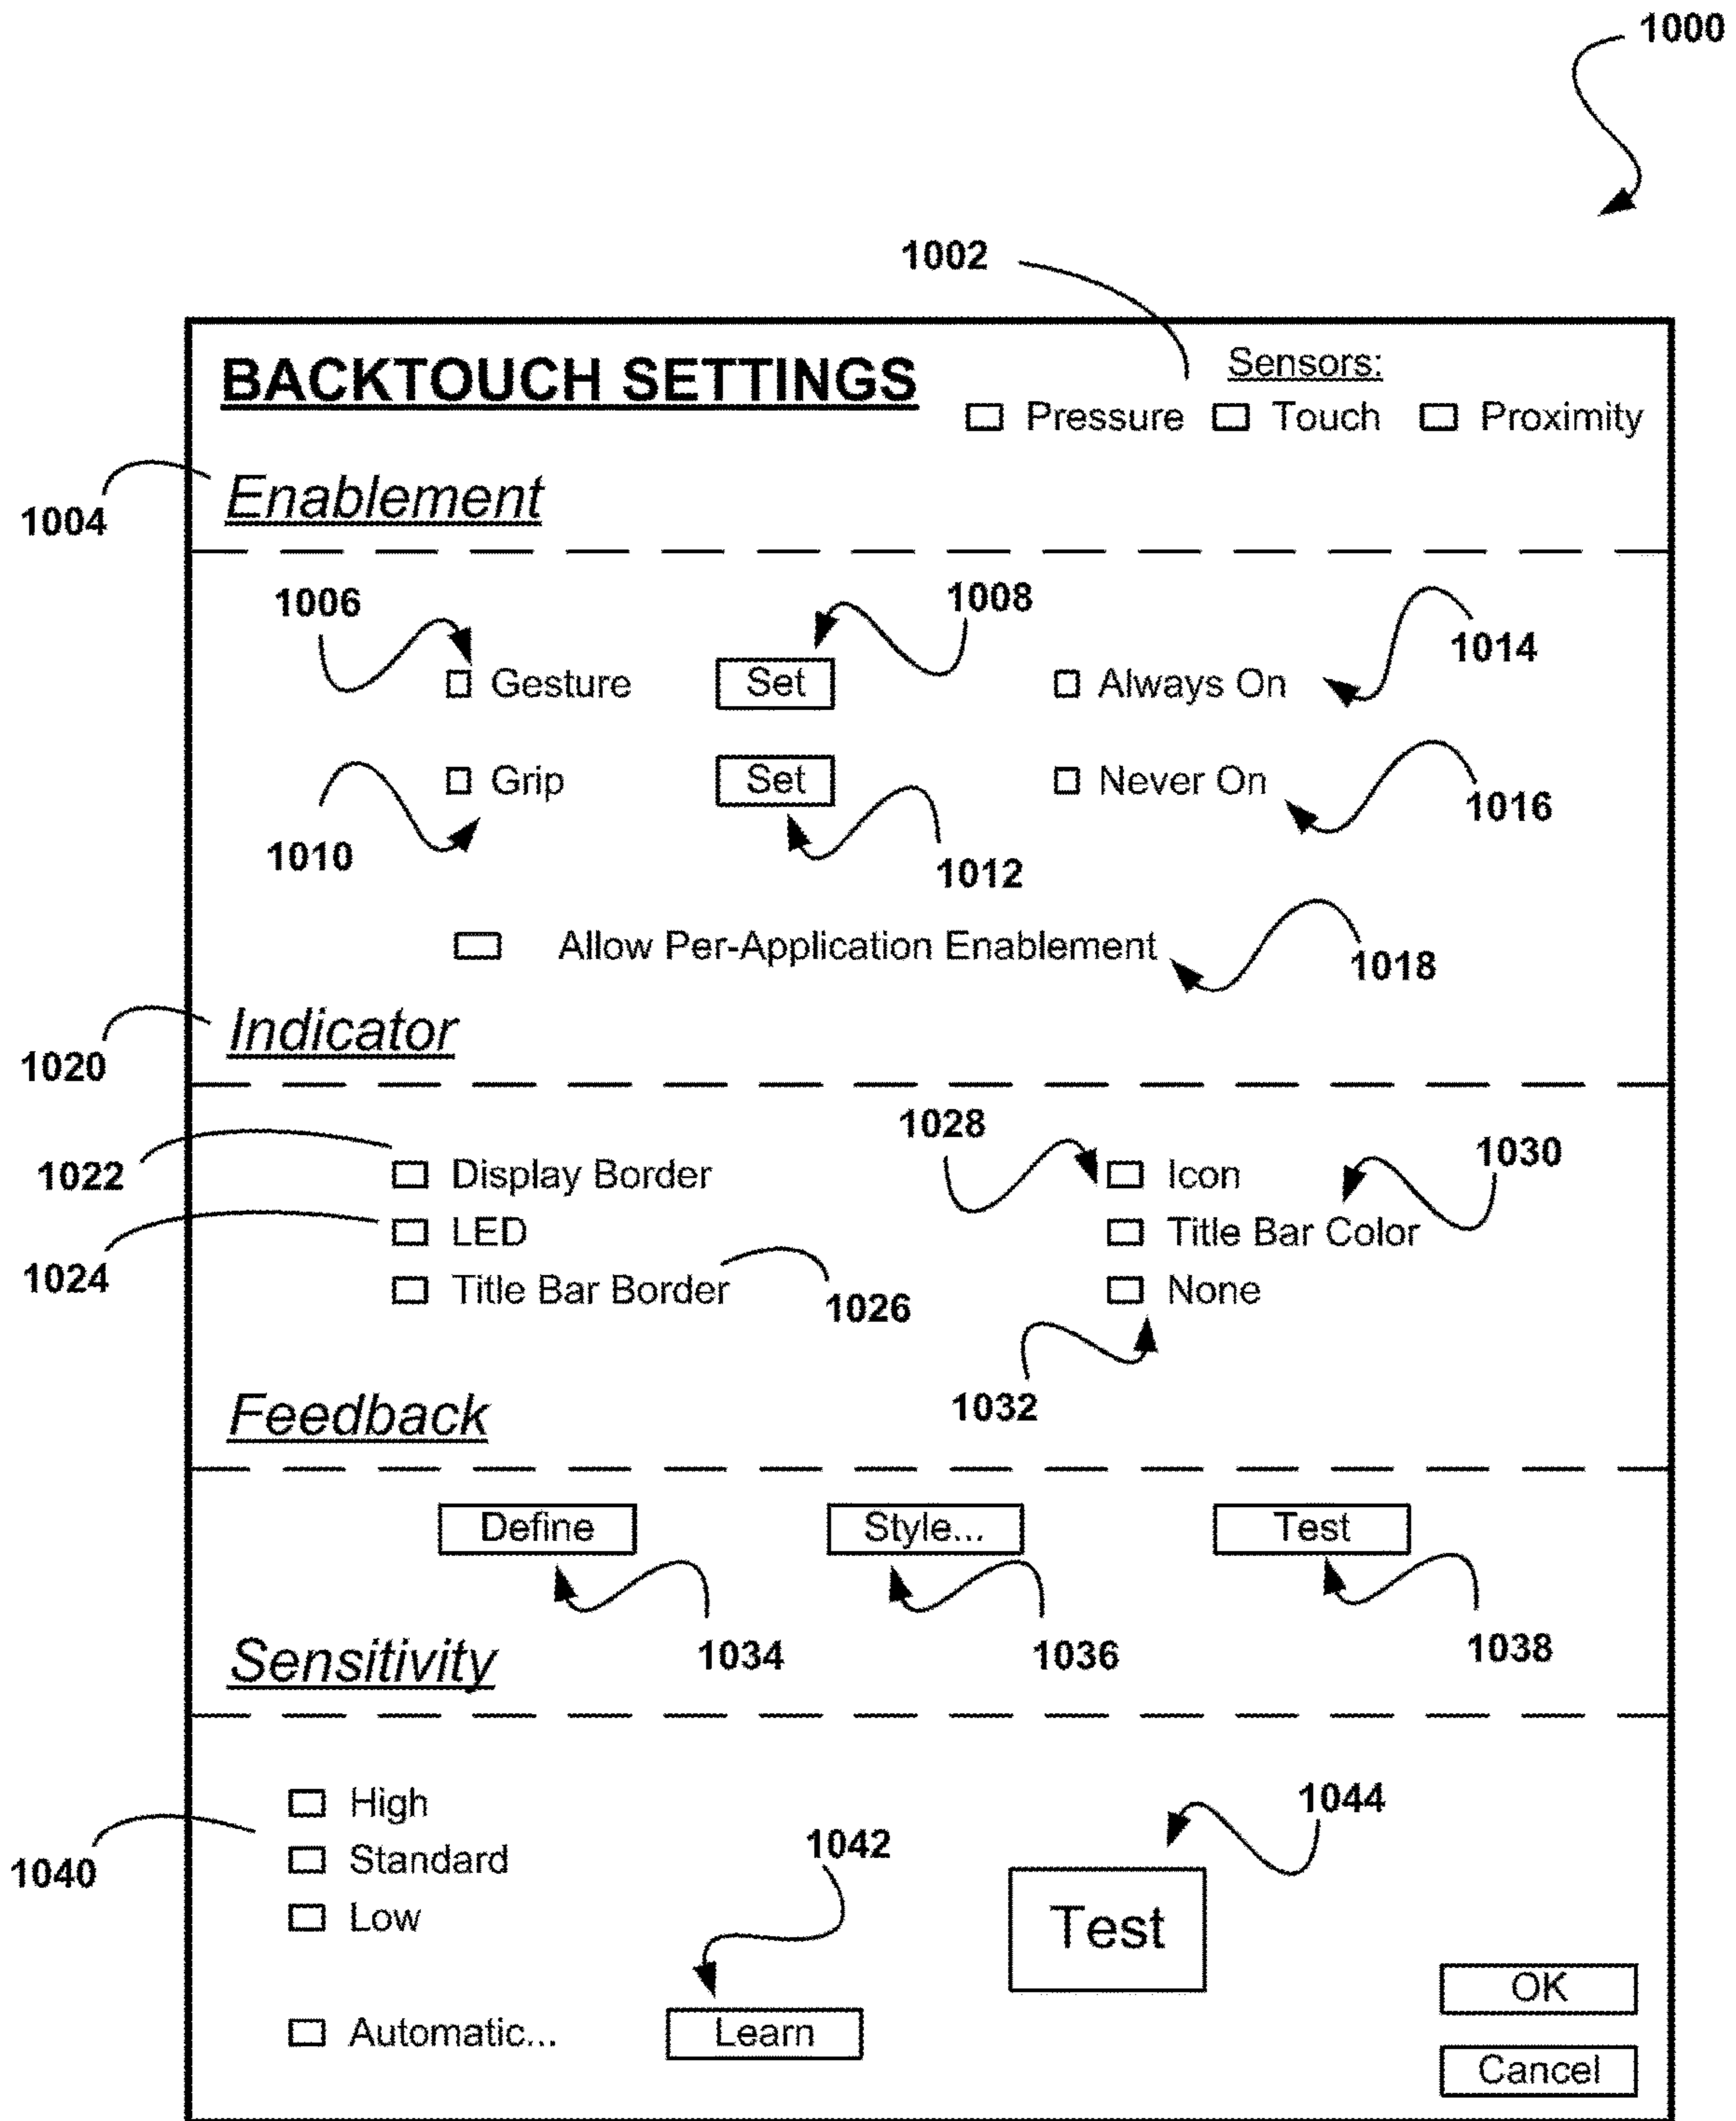 1000
1002
BACKTOUCH SETTINGS
Sensors:
Pressure Touch Proximity
1004
Enablement
1006
1008
1014
Gesture Set Always On
Grip Set Never On
1010
1012
1016
Allow Per-Application Enablement
1018
Indicator
1020
1028
1030
1022
Display Border Icon
LED Title Bar Color
1024
Title Bar Border None
1026
1032
Feedback
Define Style... Test
1034 1036 1038
Sensitivity
High
1044
1040
Standard
1042
Low
Test
OK
Automatic... Learn
Cancel